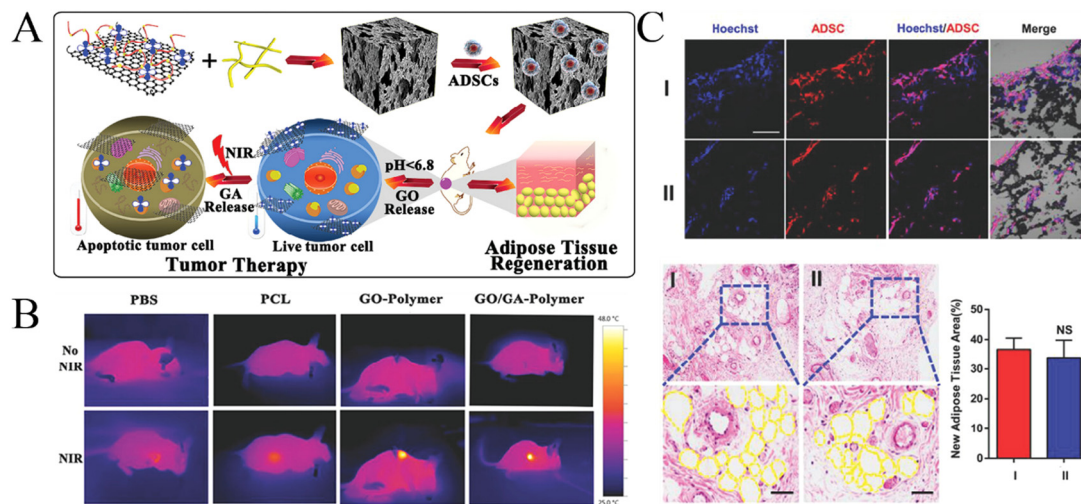 A
ADSCs
NIR
GA
Release
pH<6.8
GO
Release
Apoptotic tumor cell
Live tumor cell
Tumor Therapy
Adipose Tissue
Regeneration
B
PBS
PCL
GO-Polymer
GO/GA-Polymer
No
NIR
NIR
48.0 °C
25.0 °C
C
Hoechst
ADSC
Hoechst/ADSC
Merge
I
II
I
II
New Adipose Tissue Area(%)
50
40
30
20
10
0
NS
I
II